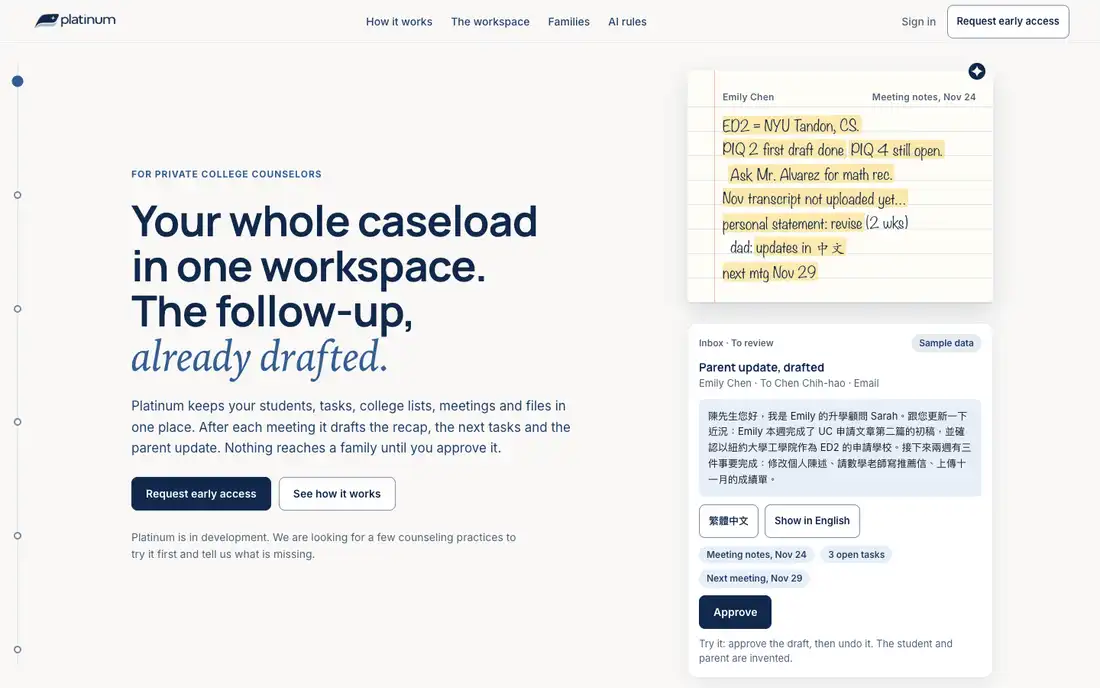 platinum
How it works
The workspace
Families
AI rules
Sign in
Request early access
FOR PRIVATE COLLEGE COUNSELORS
Your whole caseload
in one workspace.
The follow-up,
already drafted.
Platinum keeps your students, tasks, college lists, meetings and files in
one place. After each meeting it drafts the recap, the next tasks and the
parent update. Nothing reaches a family until you approve it.
Request early access
See how it works
Platinum is in development. We are looking for a few counseling practices to
try it first and tell us what is missing.
Emily Chen
Meeting notes, Nov 24
ED2 = NYU Tandon, CS.
PIQ 2 first draft done PIQ 4 still open.
Ask Mr. Alvarez for math rec.
Nov transcript not uploaded yet...
personal statement: revise (2 wks)
dad: updates in 中文
next mtg Nov 29
Inbox · To review
Sample data
Parent update, drafted
Emily Chen · To Chen Chih-hao · Email
陳先生您好，我是 Emily 的升學顧問 Sarah。跟您更新一下
近況：Emily 本週完成了 UC 申請文章第二篇的初稿，並確
認以紐約大學工學院作為 ED2 的申請學校。接下來兩週有三
件事要完成：修改個人陳述、請數學老師寫推薦信、上傳十
一月的成績單。
繁體中文
Show in English
Meeting notes, Nov 24
3 open tasks
Next meeting, Nov 29
Approve
Try it: approve the draft, then undo it. The student and
parent are invented.